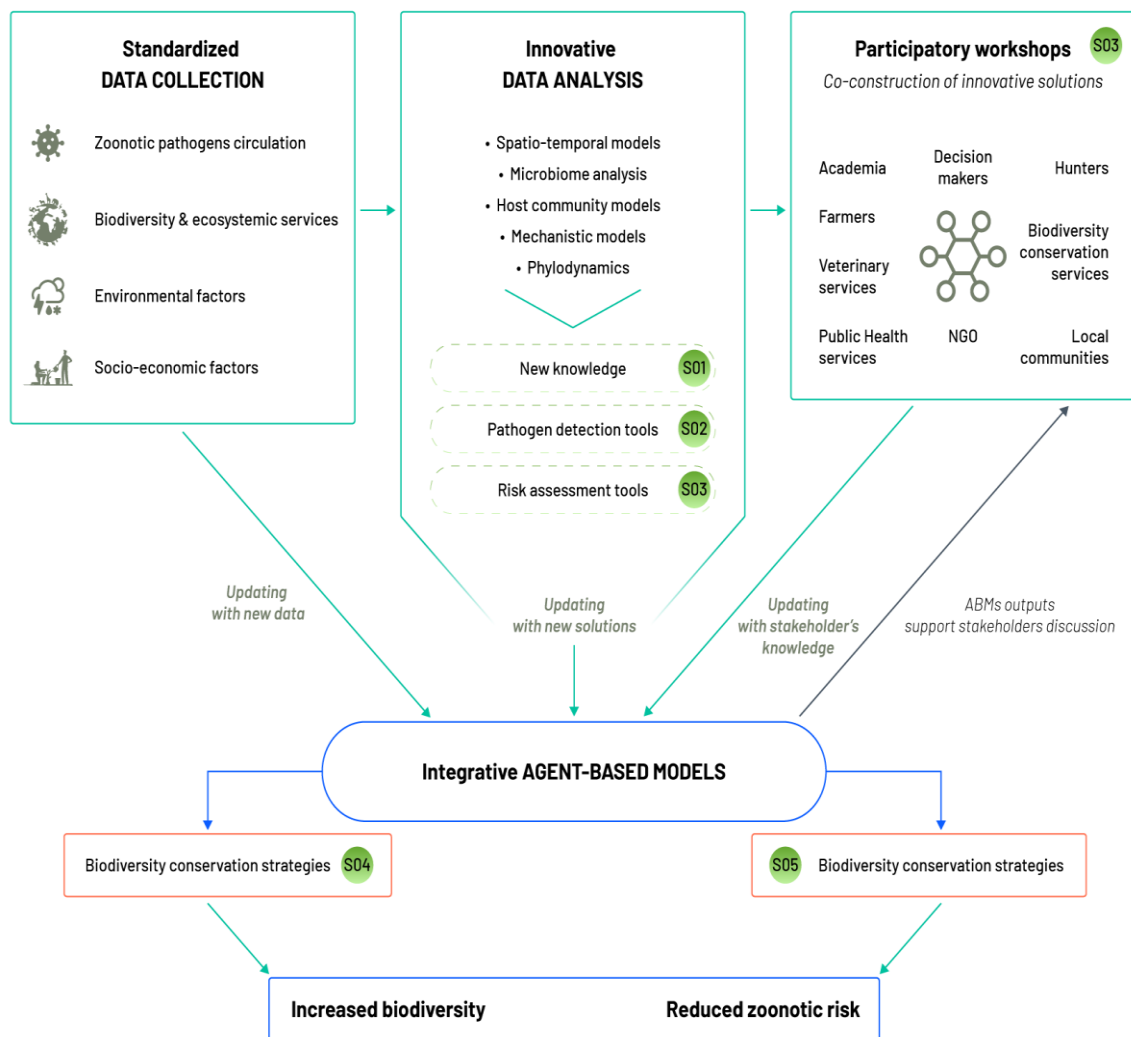 Standardized
DATA COLLECTION
Zoonotic pathogens circulation
Biodiversity & ecosystemic services
Environmental factors
Socio-economic factors
Innovative
DATA ANALYSIS
• Spatio-temporal models
• Microbiome analysis
• Host community models
• Mechanistic models
• Phylodynamics
New knowledge S01
Pathogen detection tools S02
Risk assessment tools S03
Participatory workshops S03
Co-construction of innovative solutions
Academia
Decision
makers
Hunters
Farmers
Biodiversity
conservation
services
Veterinary
services
Public Health
services
NGO
Local
communities
Updating
with new data
Updating
with new solutions
Updating
with stakeholder's
knowledge
ABMs outputs
support stakeholders discussion
Integrative AGENT-BASED MODELS
Biodiversity conservation strategies S04
S05 Biodiversity conservation strategies
Increased biodiversity
Reduced zoonotic risk